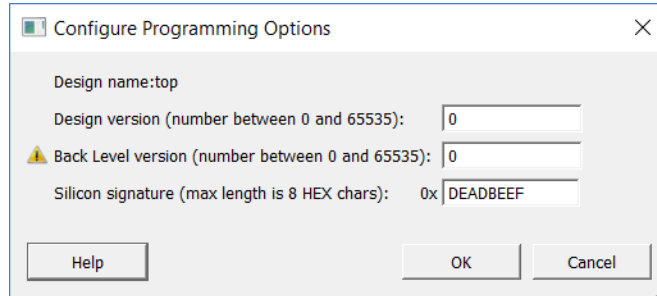 Configure Programming Options
Design name:top
Design version (number between 0 and 65535): 0
Back Level version (number between 0 and 65535): 0
Silicon signature (max length is 8 HEX chars): 0x DEADBEEF
Help OK Cancel